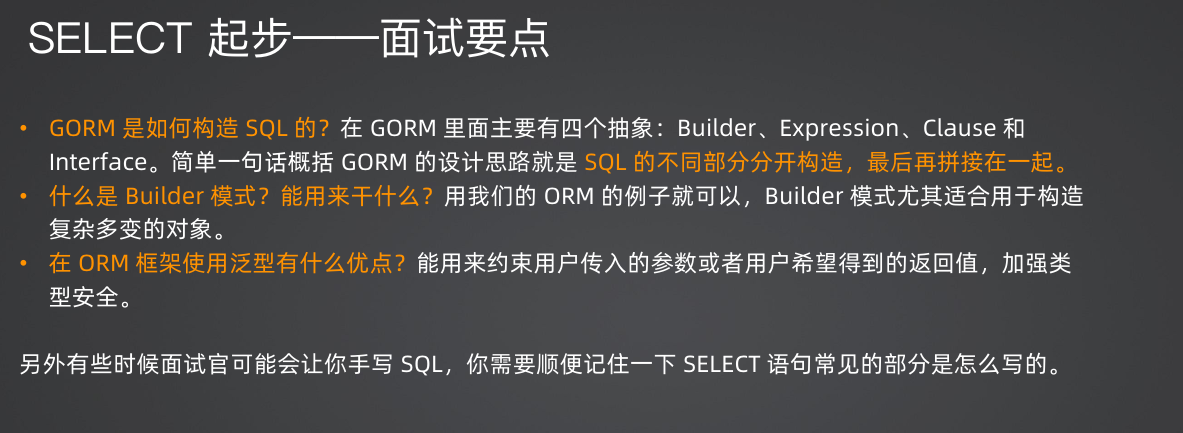 SELECT 起步——面试要点
• GORM 是如何构造 SQL 的？在 GORM 里面主要有四个抽象：Builder、Expression、Clause 和
Interface。简单一句话概括 GORM 的设计思路就是 SQL 的不同部分分开构造，最后再拼接在一起。
• 什么是 Builder 模式？能用来干什么？用我们的 ORM 的例子就可以，Builder 模式尤其适合用于构造
复杂多变的对象。
• 在 ORM 框架使用泛型有什么优点？能用来约束用户传入的参数或者用户希望得到的返回值，加强类
型安全。
另外有些时候面试官可能会让你手写 SQL，你需要顺便记住一下 SELECT 语句常见的部分是怎么写的。